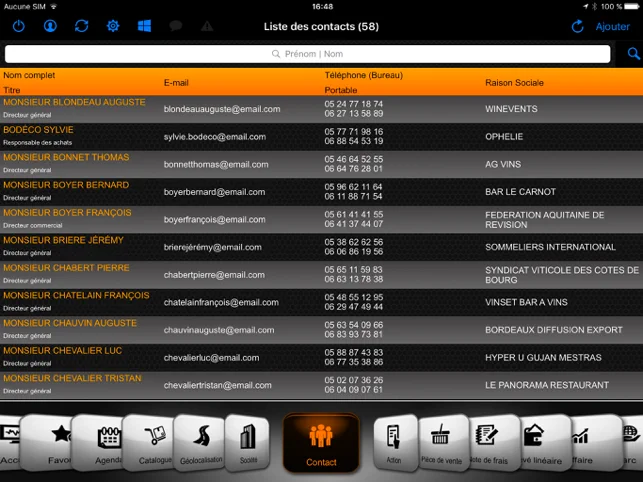 Aucune SIM 16:48 100 %
Liste des contacts (58) Ajouter
Prénom | Nom
Nom complet
Titre
E-mail
Téléphone (Bureau)
Portable
Raison Sociale
MONSIEUR BLONDEAU AUGUSTE
Directeur général
blondeauauguste@email.com
05 24 77 18 74
06 27 13 58 89
WINEVENTS
BODÉCO SYLVIE
Responsable des achats
sylvie.bodeco@email.com
05 77 71 98 16
06 88 54 53 19
OPHELIE
MONSIEUR BONNET THOMAS
Directeur général
bonnetthomas@email.com
05 46 64 52 55
06 64 76 28 01
AG VINS
MONSIEUR BOYER BERNARD
Directeur général
boyerbernard@email.com
05 96 62 11 64
06 11 88 71 54
BAR LE CARNOT
MONSIEUR BOYER FRANÇOIS
Directeur commercial
boyerfrançois@email.com
05 61 41 41 55
06 41 37 44 07
FEDERATION AQUITAINE DE
REVISION
MONSIEUR BRIERE JÉRÉMY
Directeur général
brierejérémy@email.com
05 38 62 62 56
06 06 86 19 56
SOMMELIERS INTERNATIONAL
MONSIEUR CHABERT PIERRE
Directeur général
chabertpierre@email.com
05 65 11 59 83
06 63 13 78 38
SYNDICAT VITICOLE DES COTES DE
BOURG
MONSIEUR CHATELAIN FRANÇOIS
Directeur général
chatelainfrançois@email.com
05 48 55 12 95
06 29 47 49 44
VINSET BAR A VINS
MONSIEUR CHAUVIN AUGUSTE
Directeur général
chauvinauguste@email.com
05 63 54 09 66
06 83 93 73 81
BORDEAUX DIFFUSION EXPORT
MONSIEUR CHEVALIER LUC
Directeur général
chevalierluc@email.com
05 88 87 43 83
06 77 35 38 86
HYPER U GUJAN MESTRAS
MONSIEUR CHEVALIER TRISTAN
Directeur général
chevaliertristan@email.com
05 02 07 36 26
06 04 09 07 61
LE PANORAMA RESTAURANT
Accu Favor Agenda Catalogue Géolocalisation Société Contact Action Pièce de vente Note de frais evé linéaire ffaire arc